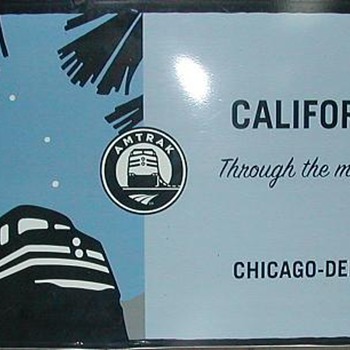 AMTRAK
CALIFOR
Through the m
CHICAGO-DE